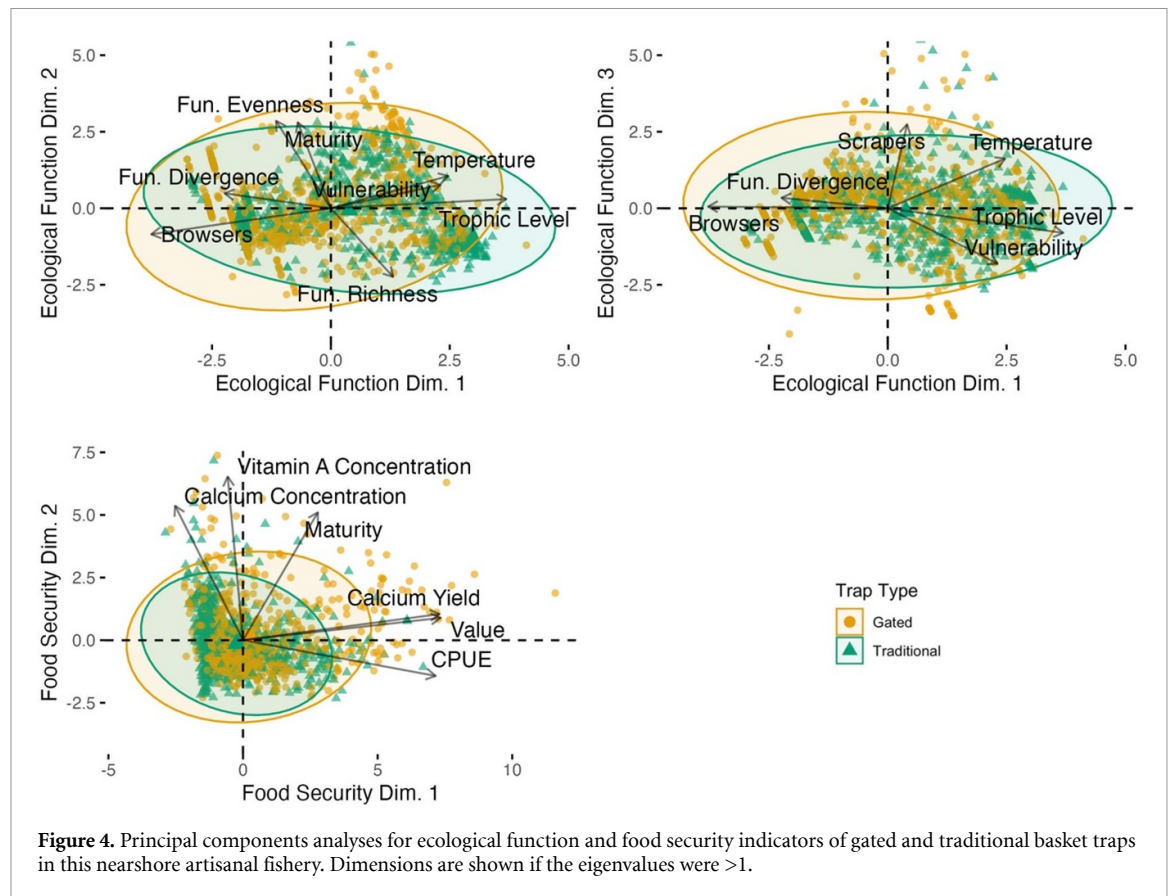 5.0
2.5
0.0
-2.5
Ecological Function Dim. 2
Fun. Evenness
Maturity
Temperature
Fun. Divergence
Vulnerability
Trophic Level
Browsers
Fun. Richness
-2.5 0.0 2.5 5.0
Ecological Function Dim. 1
5.0
2.5
0.0
-2.5
Ecological Function Dim. 3
Scrapers
Temperature
Fun. Divergence
Browsers
Trophic Level
Vulnerability
-2.5 0.0 2.5 5.0
Ecological Function Dim. 1
7.5
5.0
2.5
0.0
-2.5
Food Security Dim. 2
Vitamin A Concentration
Calcium Concentration
Maturity
Calcium Yield
Value
CPUE
-5 0 5 10
Food Security Dim. 1
Trap Type
Gated
Traditional
Figure 4. Principal components analyses for ecological function and food security indicators of gated and traditional basket traps
in this nearshore artisanal fishery. Dimensions are shown if the eigenvalues were >1.